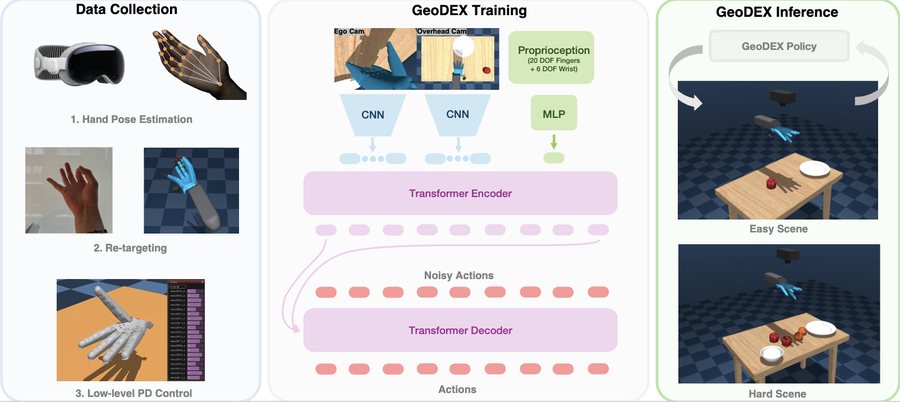 Data Collection
1. Hand Pose Estimation
2. Re-targeting
3. Low-level PD Control
GeoDEX Training
Ego Cam
Overhead Cam
Proprioception
(20 DOF Fingers
+ 6 DOF Wrist)
CNN
CNN
MLP
Transformer Encoder
Noisy Actions
Transformer Decoder
Actions
GeoDEX Inference
GeoDEX Policy
Easy Scene
Hard Scene